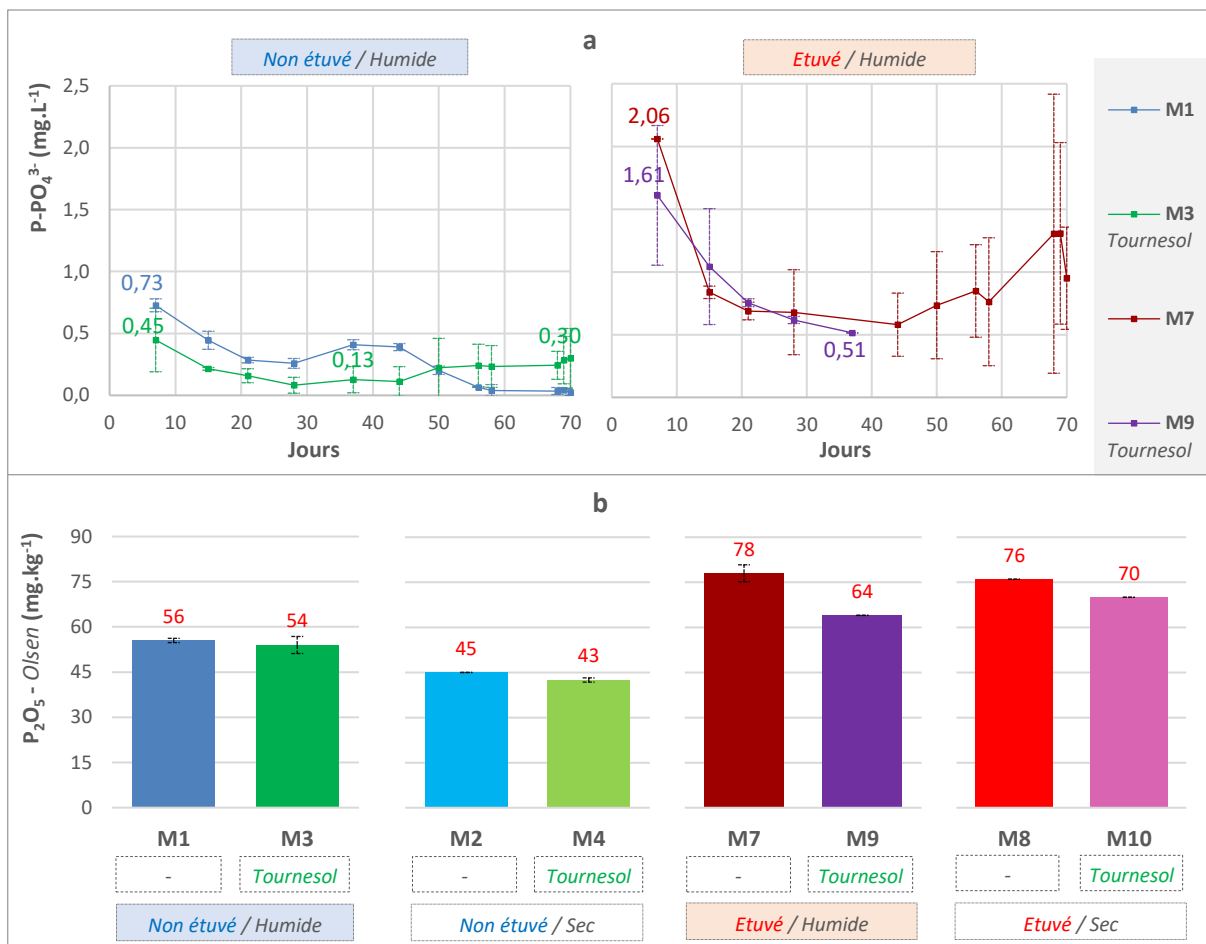 a
Non étuvé / Humide
Etuvé / Humide
P-PO₄³⁻ (mg.L⁻¹)
2,5
2,0
1,5
1,0
0,5
0,0
0,73
0,45
0,13
0,30
0 10 20 30 40 50 60 70
Jours
2,06
1,61
0,51
0 10 20 30 40 50 60 70
Jours
M1
M3
Tournesol
M7
M9
Tournesol
b
P₂O₅ - Olsen (mg.kg⁻¹)
90
75
60
45
30
15
0
56 54 45 43 78 64 76 70
M1 M3 M2 M4 M7 M9 M8 M10
- Tournesol - Tournesol - Tournesol - Tournesol
Non étuvé / Humide Non étuvé / Sec Etuvé / Humide Etuvé / Sec